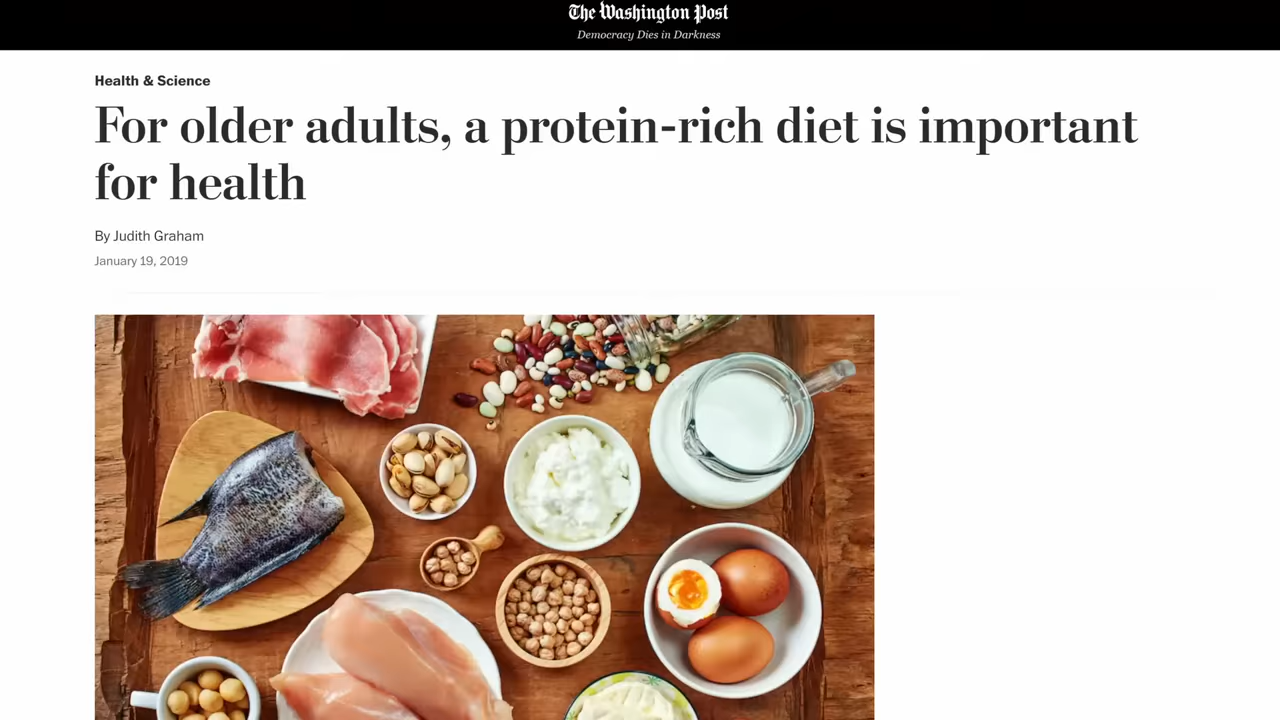 The Washington Post
Democracy Dies in Darkness
Health & Science
For older adults, a protein-rich diet is important
for health
By Judith Graham
January 19, 2019